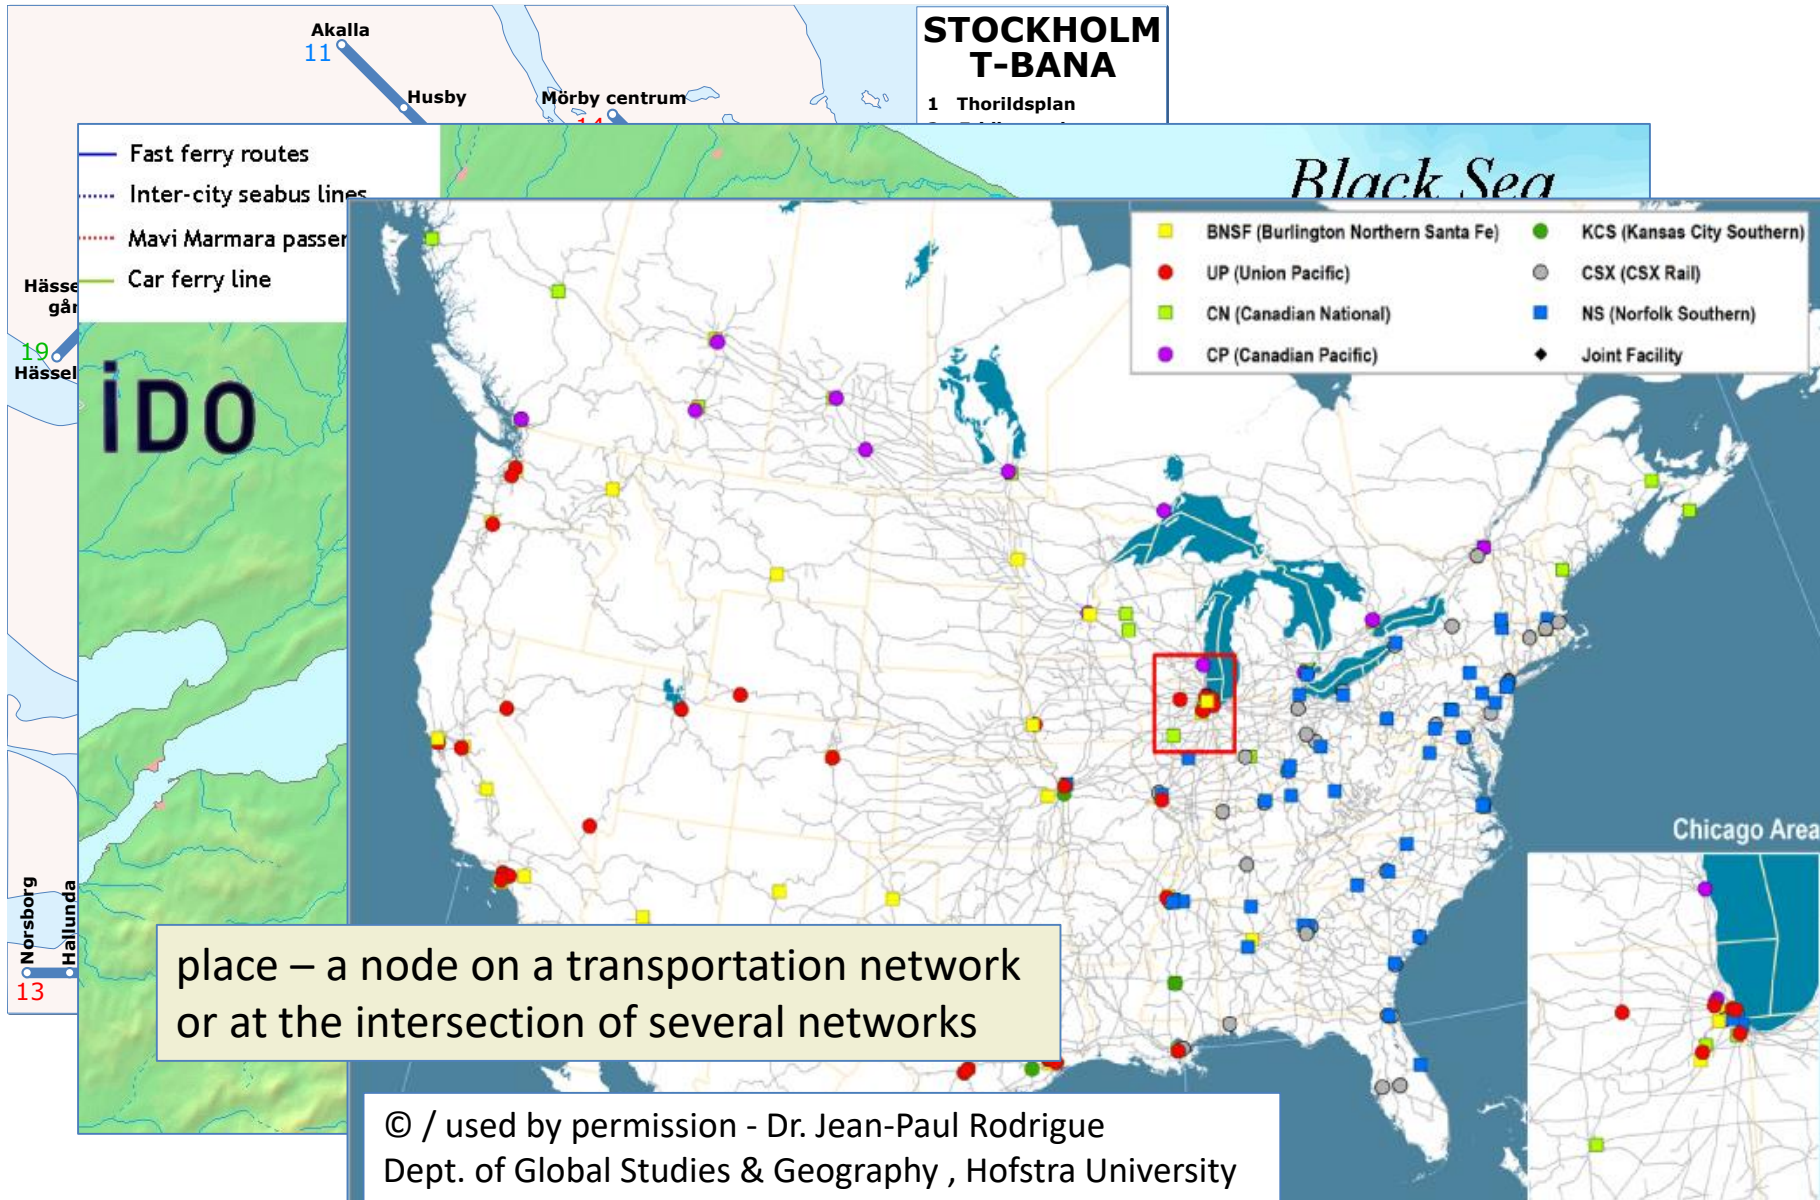 Akalla
11
Husby
Mörby centrum
STOCKHOLM
T-BANA
1 Thorildsplan
Fast ferry routes
Inter-city seabus lines
Mavi Marmara
Car ferry line
Black Sea
19
13
Norsborg
Hallunda
İDO
BNSF (Burlington Northern Santa Fe)
UP (Union Pacific)
CN (Canadian National)
CP (Canadian Pacific)
KCS (Kansas City Southern)
CSX (CSX Rail)
NS (Norfolk Southern)
Joint Facility
Chicago Area
place – a node on a transportation network
or at the intersection of several networks
© / used by permission - Dr. Jean-Paul Rodrigue
Dept. of Global Studies & Geography , Hofstra University